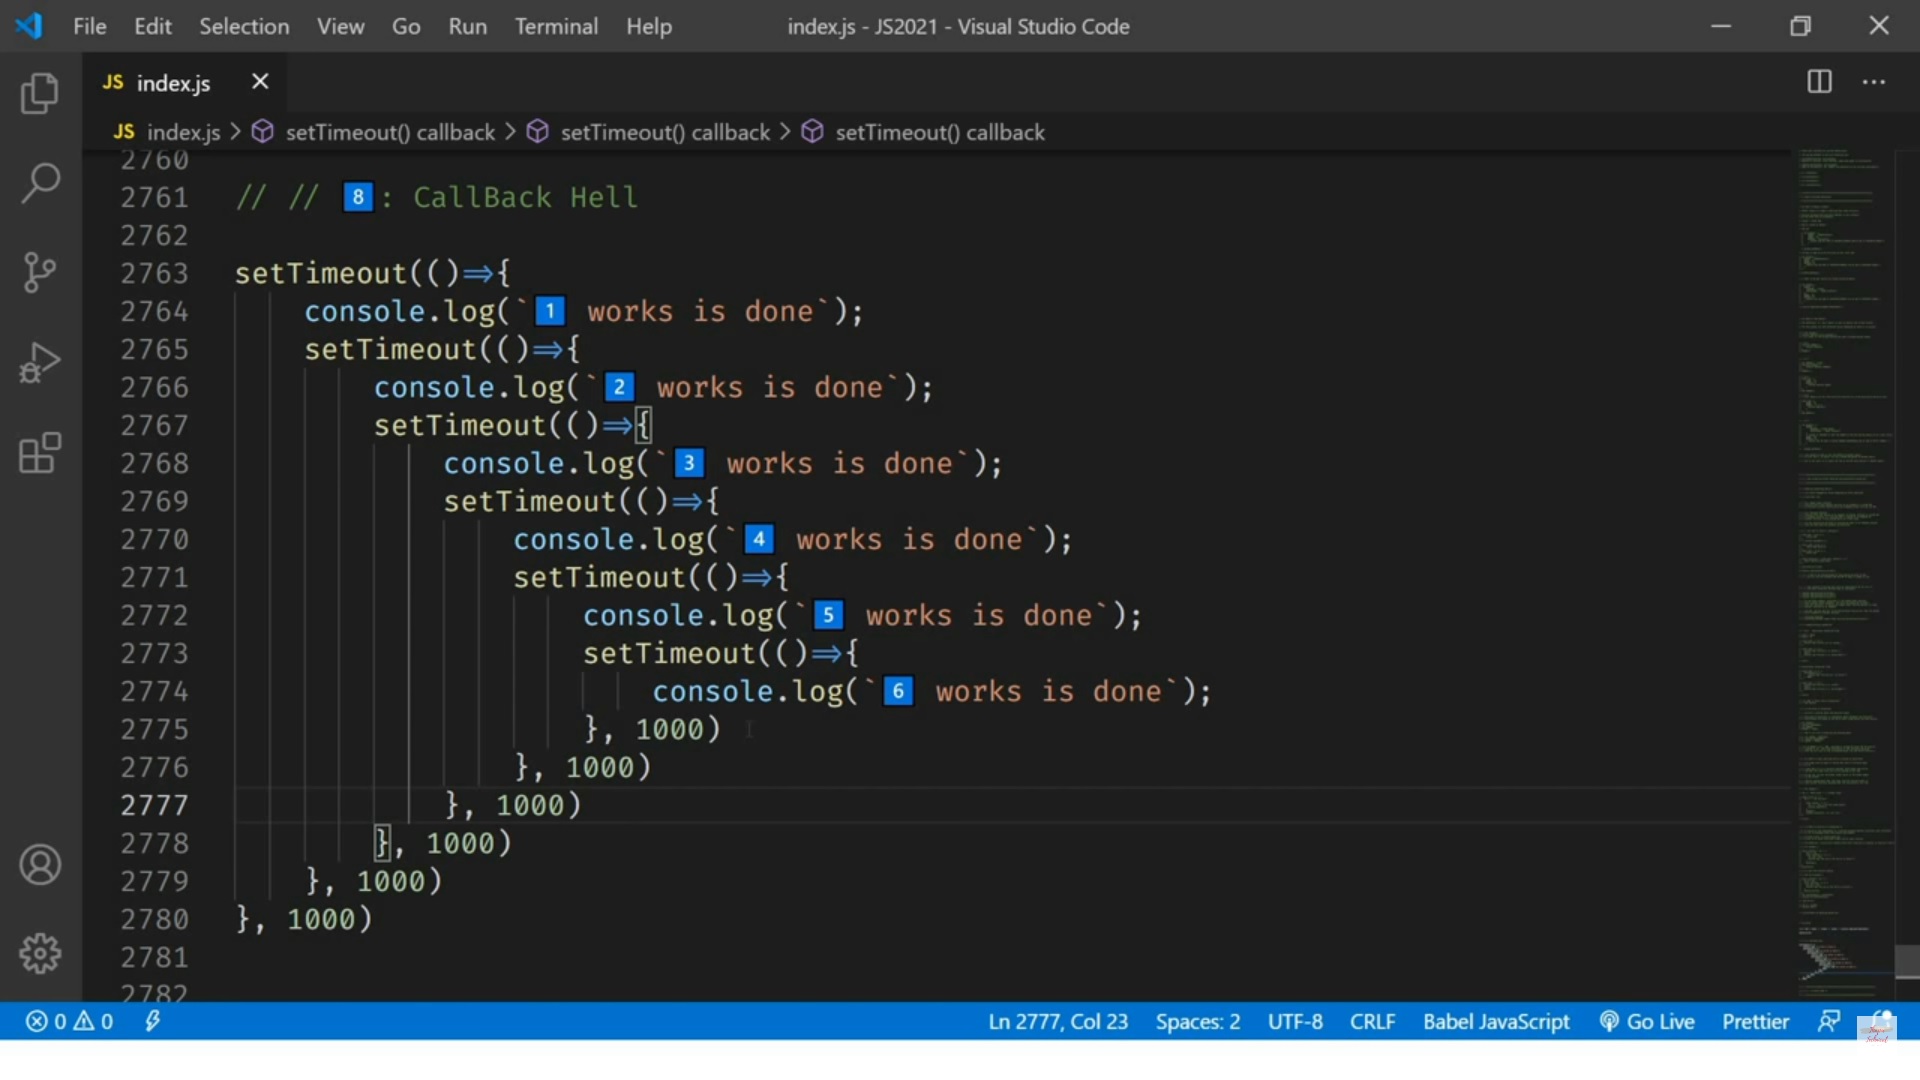 File Edit Selection View Go Run Terminal Help index.js - JS2021 - Visual Studio Code
JS index.js
JS index.js > setTimeout() callback > setTimeout() callback > setTimeout() callback
2760
2761 // // 8️⃣: CallBack Hell
2762
2763 setTimeout(()=>{
2764 console.log(`1️⃣ works is done`);
2765 setTimeout(()=>{
2766 console.log(`2️⃣ works is done`);
2767 setTimeout(()=>{
2768 console.log(`3️⃣ works is done`);
2769 setTimeout(()=>{
2770 console.log(`4️⃣ works is done`);
2771 setTimeout(()=>{
2772 console.log(`5️⃣ works is done`);
2773 setTimeout(()=>{
2774 console.log(`6️⃣ works is done`);
2775 }, 1000)
2776 }, 1000)
2777 }, 1000)
2778 }, 1000)
2779 }, 1000)
2780 }, 1000)
2781
2782
0 0 Ln 2777, Col 23 Spaces: 2 UTF-8 CRLF Babel JavaScript Go Live Prettier